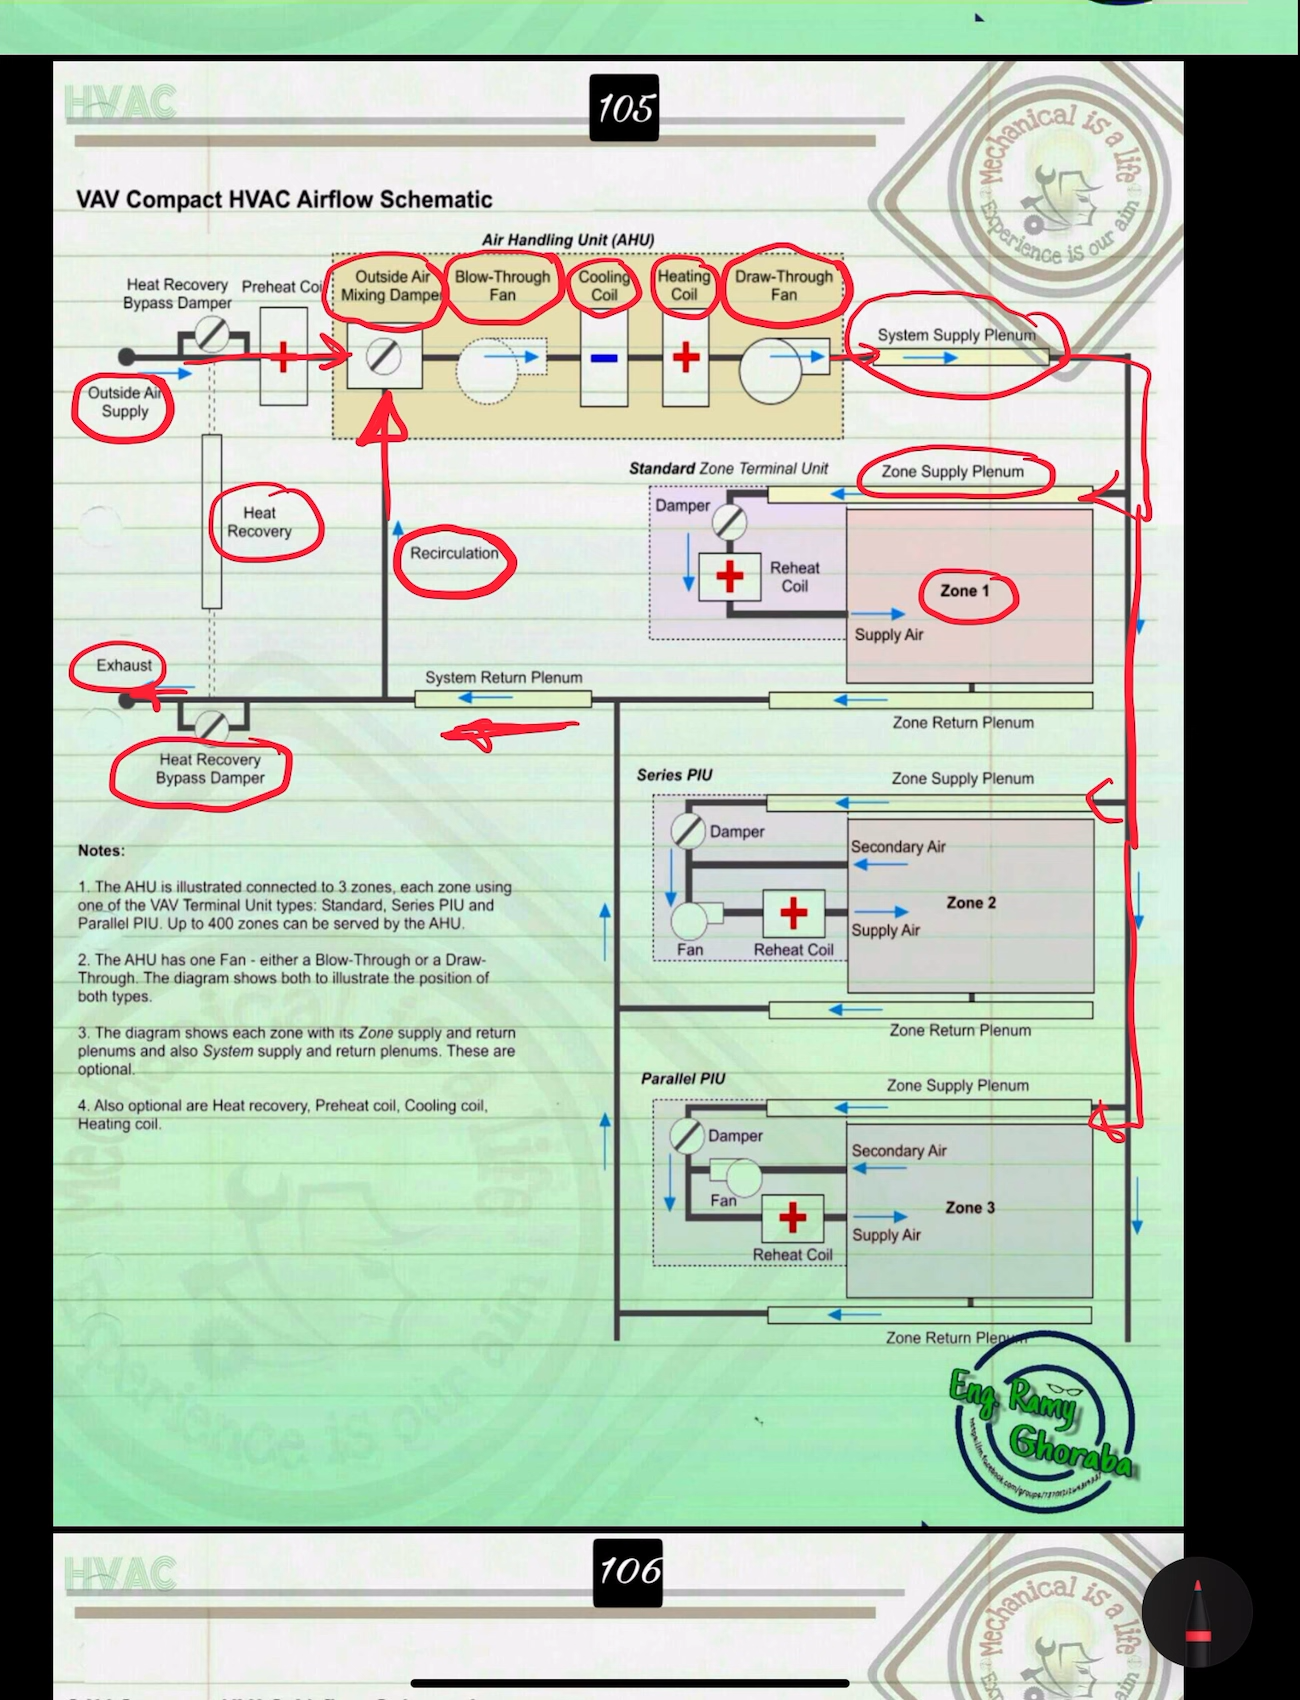 HVAC
105
Mechanical is a life
Experience is our aim
VAV Compact HVAC Airflow Schematic
Air Handling Unit (AHU)
Heat Recovery
Bypass Damper
Preheat Coi
Outside Air
Mixing Damper
Blow-Through
Fan
Cooling
Coil
Heating
Coil
Draw-Through
Fan
System Supply Plenum
Outside Air
Supply
Standard Zone Terminal Unit
Zone Supply Plenum
Damper
Heat
Recovery
Recirculation
Reheat
Coil
Zone 1
Supply Air
Exhaust
System Return Plenum
Zone Return Plenum
Heat Recovery
Bypass Damper
Series PIU
Zone Supply Plenum
Damper
Secondary Air
Zone 2
Supply Air
Fan
Reheat Coil
Zone Return Plenum
Notes:
1. The AHU is illustrated connected to 3 zones, each zone using
one of the VAV Terminal Unit types: Standard, Series PIU and
Parallel PIU. Up to 400 zones can be served by the AHU.
2. The AHU has one Fan - either a Blow-Through or a Draw-
Through. The diagram shows both to illustrate the position of
both types.
3. The diagram shows each zone with its Zone supply and return
plenums and also System supply and return plenums. These are
optional.
4. Also optional are Heat recovery, Preheat coil, Cooling coil,
Heating coil.
Parallel PIU
Zone Supply Plenum
Damper
Secondary Air
Fan
Zone 3
Supply Air
Reheat Coil
Zone Return Plenum
Eng. Ramy
Ghoraba
HVAC
106
Mechanical is a life